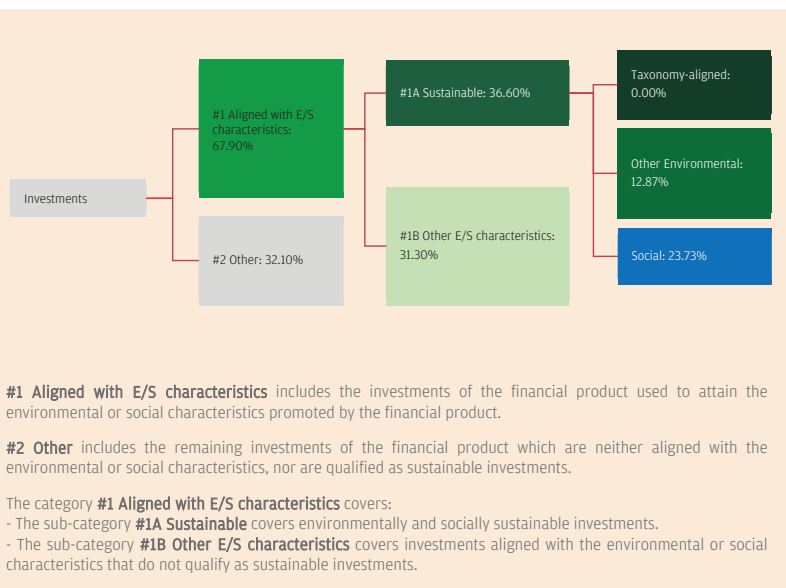 Investments
#1 Aligned with E/S
characteristics:
67.90%
#2 Other: 32.10%
#1A Sustainable: 36.60%
#1B Other E/S characteristics:
31.30%
Taxonomy-aligned:
0.00%
Other Environmental:
12.87%
Social: 23.73%
#1 Aligned with E/S characteristics includes the investments of the financial product used to attain the
environmental or social characteristics promoted by the financial product.
#2 Other includes the remaining investments of the financial product which are neither aligned with the
environmental or social characteristics, nor are qualified as sustainable investments.
The category #1 Aligned with E/S characteristics covers:
- The sub-category #1A Sustainable covers environmentally and socially sustainable investments.
- The sub-category #1B Other E/S characteristics covers investments aligned with the environmental or social
characteristics that do not qualify as sustainable investments.